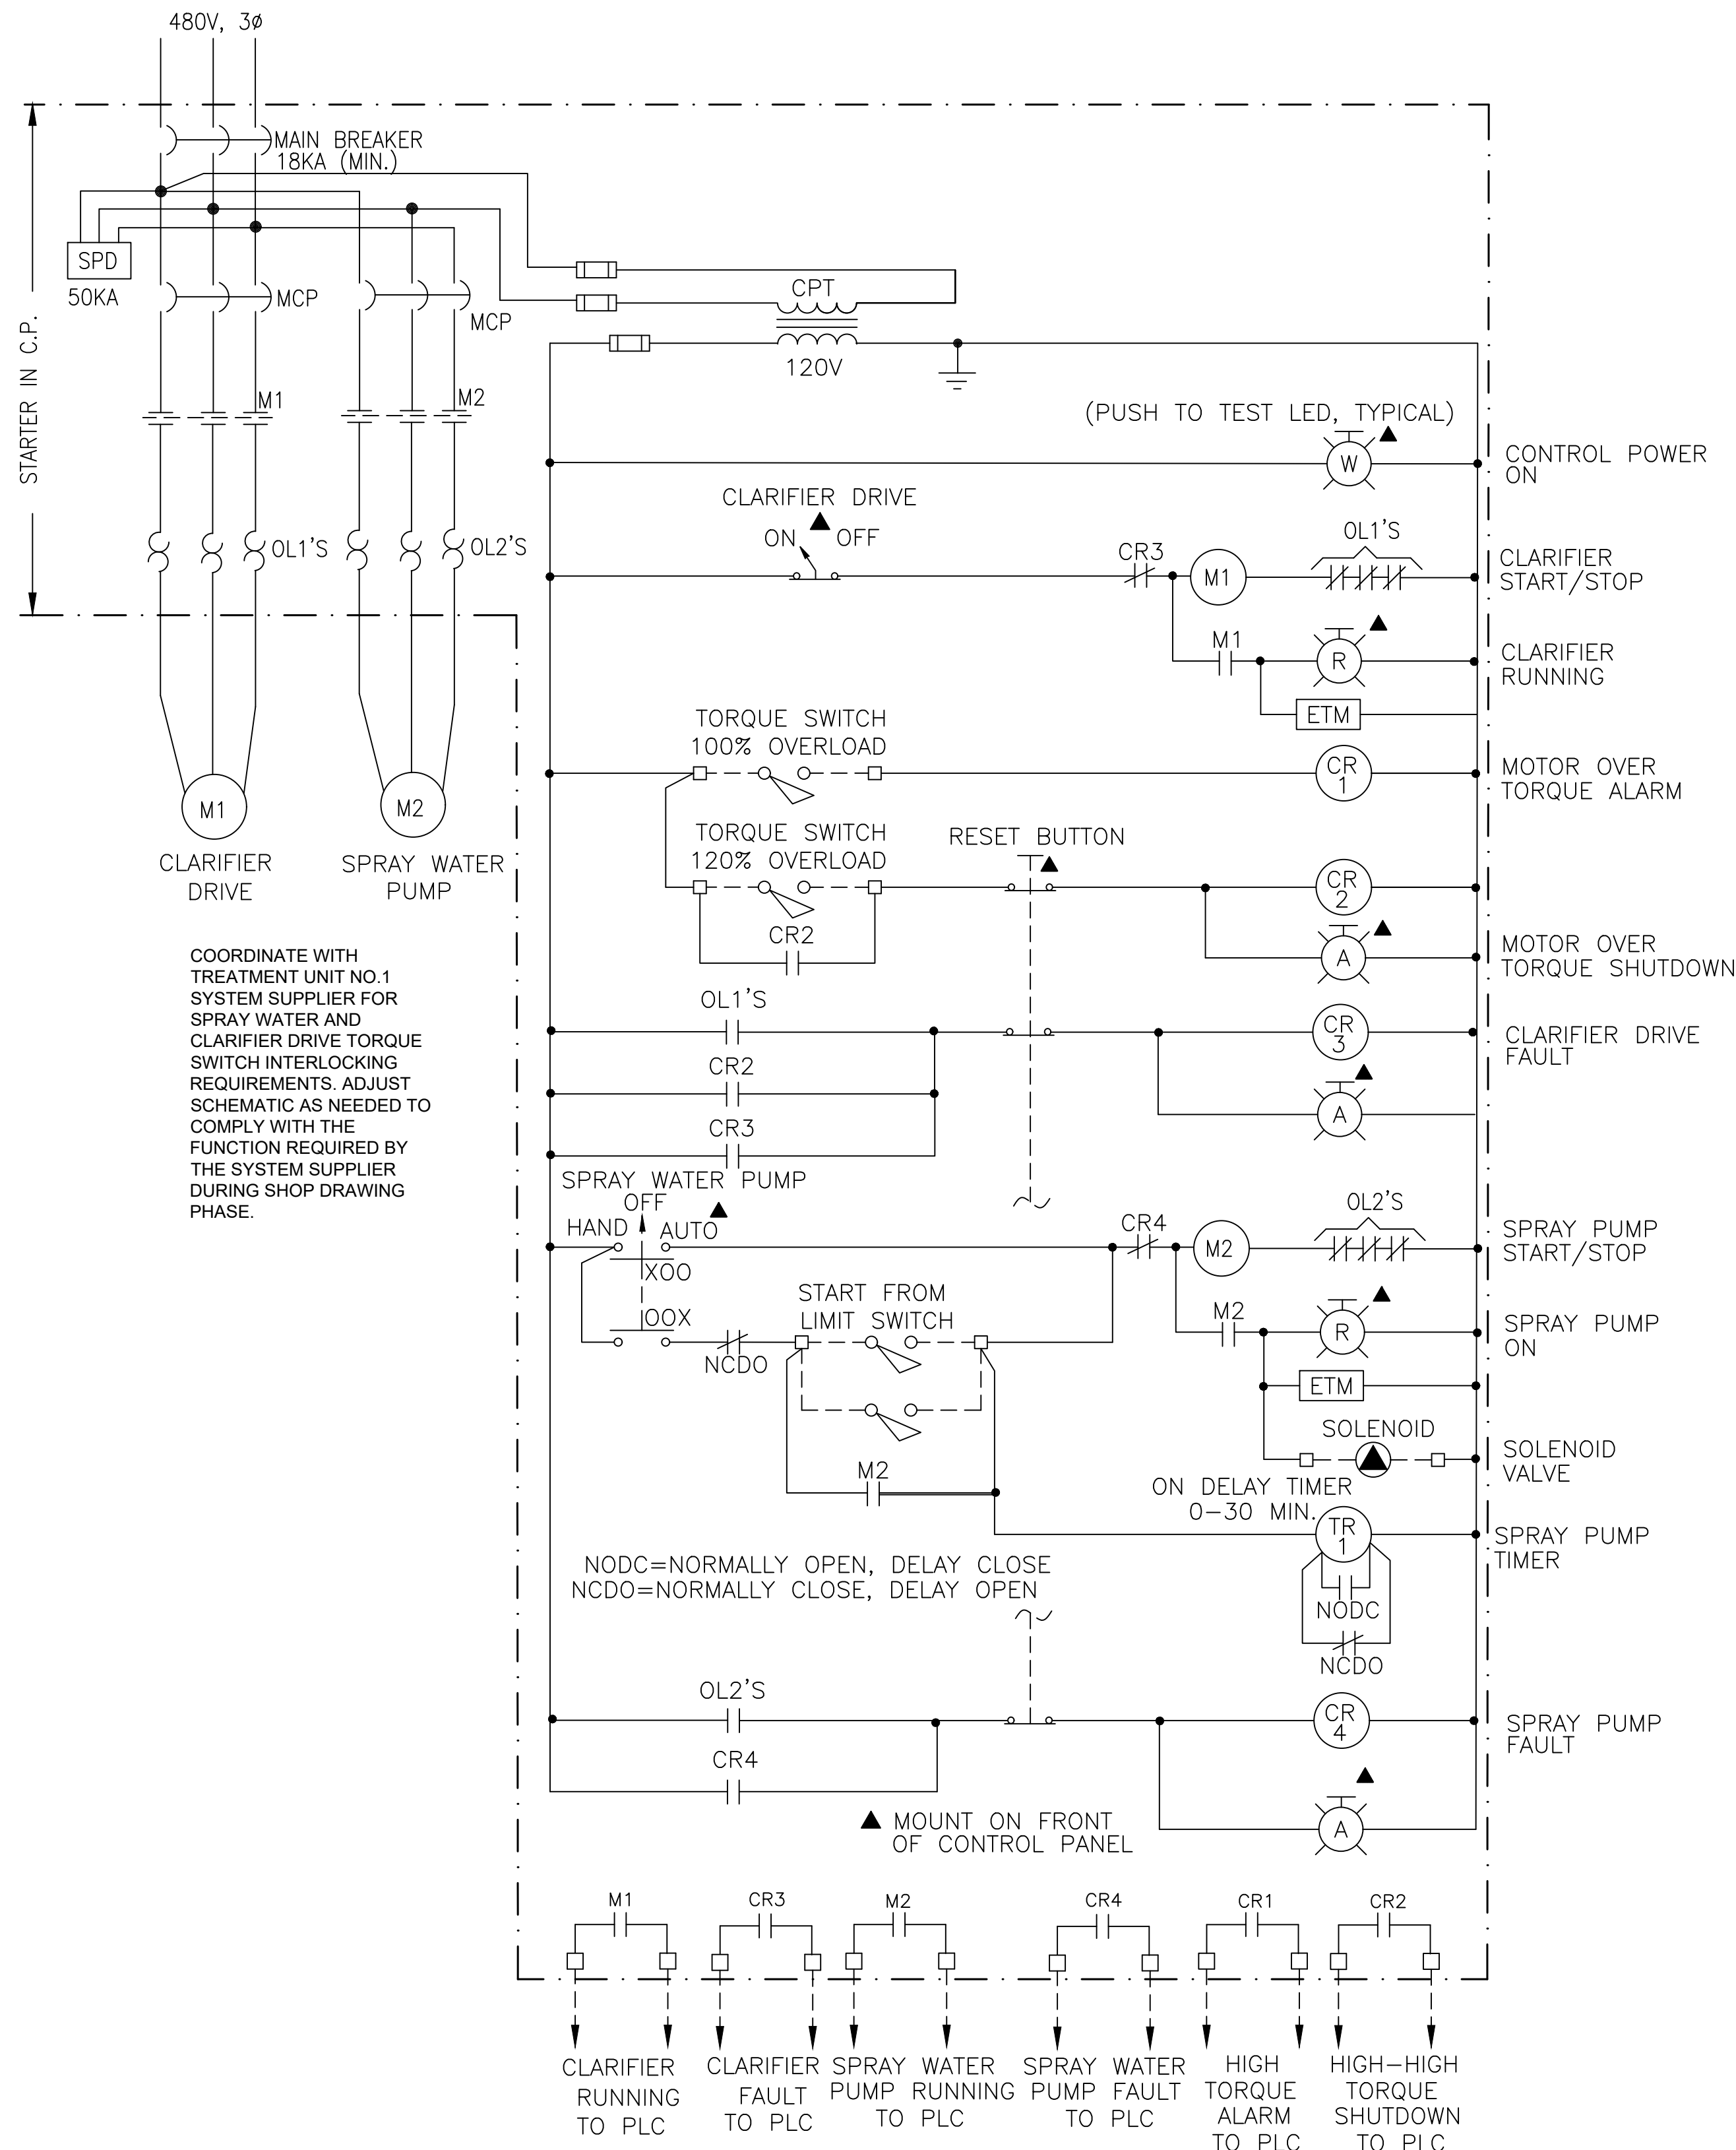 480V, 3ø
MAIN BREAKER
18KA (MIN.)
SPD
50KA
MCP
MCP
CPT
120V
STARTER IN C.P.
M1
M2
OL1'S
OL2'S
M1
M2
CLARIFIER
DRIVE
SPRAY WATER
PUMP
COORDINATE WITH
TREATMENT UNIT NO.1
SYSTEM SUPPLIER FOR
SPRAY WATER AND
CLARIFIER DRIVE TORQUE
SWITCH INTERLOCKING
REQUIREMENTS. ADJUST
SCHEMATIC AS NEEDED TO
COMPLY WITH THE
FUNCTION REQUIRED BY
THE SYSTEM SUPPLIER
DURING SHOP DRAWING
PHASE.
(PUSH TO TEST LED, TYPICAL)
W
CONTROL POWER
ON
CLARIFIER DRIVE
ON OFF
CR3
M1
OL1'S
CLARIFIER
START/STOP
M1
R
CLARIFIER
RUNNING
ETM
TORQUE SWITCH
100% OVERLOAD
CR
1
MOTOR OVER
TORQUE ALARM
TORQUE SWITCH
120% OVERLOAD
RESET BUTTON
CR
2
CR2
A
MOTOR OVER
TORQUE SHUTDOWN
OL1'S
CR
3
CLARIFIER DRIVE
FAULT
CR2
A
CR3
SPRAY WATER PUMP
OFF
HAND AUTO
XOO
OOX
NCDO
START FROM
LIMIT SWITCH
CR4
M2
OL2'S
SPRAY PUMP
START/STOP
M2
R
SPRAY PUMP
ON
ETM
SOLENOID
SOLENOID
VALVE
M2
ON DELAY TIMER
0-30 MIN.
TR
1
SPRAY PUMP
TIMER
NODC
NCDO
NODC=NORMALLY OPEN, DELAY CLOSE
NCDO=NORMALLY CLOSE, DELAY OPEN
OL2'S
CR
4
SPRAY PUMP
FAULT
CR4
A
MOUNT ON FRONT
OF CONTROL PANEL
M1
CR3
M2
CR4
CR1
CR2
CLARIFIER
RUNNING
TO PLC
CLARIFIER
FAULT
TO PLC
SPRAY WATER
PUMP RUNNING
TO PLC
SPRAY WATER
PUMP FAULT
TO PLC
HIGH
TORQUE
ALARM
TO PLC
HIGH-HIGH
TORQUE
SHUTDOWN
TO PLC